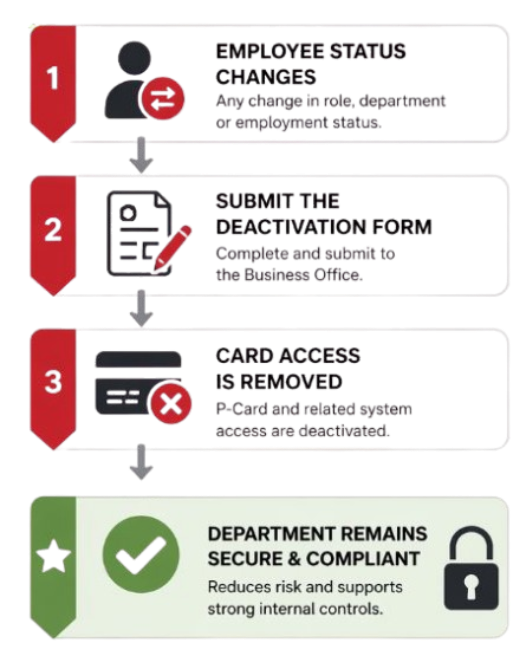 1
EMPLOYEE STATUS
CHANGES
Any change in role, department
or employment status.
2
SUBMIT THE
DEACTIVATION FORM
Complete and submit to
the Business Office.
3
CARD ACCESS
IS REMOVED
P-Card and related system
access are deactivated.
DEPARTMENT REMAINS
SECURE & COMPLIANT
Reduces risk and supports
strong internal controls.